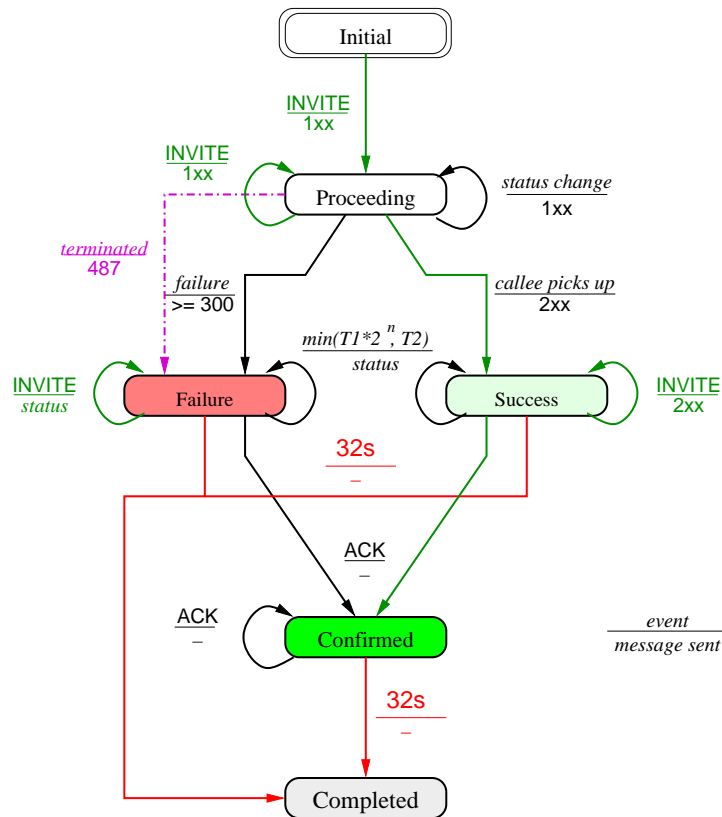 Initial
INVITE
1xx
INVITE
1xx
Proceeding
status change
1xx
terminated
487
failure
>= 300
callee picks up
2xx
min(T1*2 n, T2)
status
INVITE
status
Failure
Success
INVITE
2xx
32s
–
ACK
–
ACK
–
Confirmed
event
message sent
32s
–
Completed